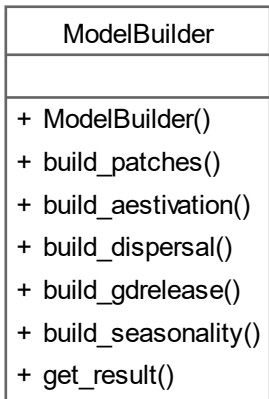 ModelBuilder
+ ModelBuilder()
+ build_patches()
+ build_aestivation()
+ build_dispersal()
+ build_gdrelease()
+ build_seasonality()
+ get_result()